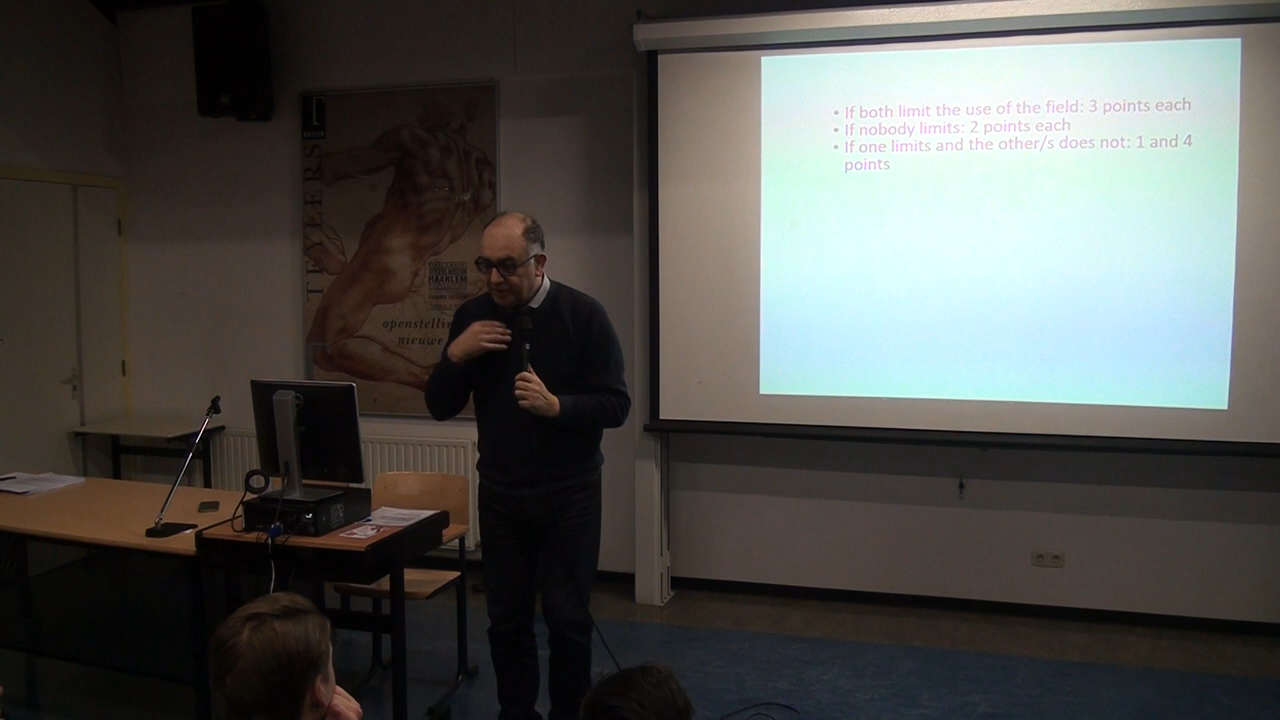 • If both limit the use of the field: 3 points each
• If nobody limits: 2 points each
• If one limits and the other/s does not: 1 and 4
points
TEYLERS
HAARLEM
openstelli
nieuwe